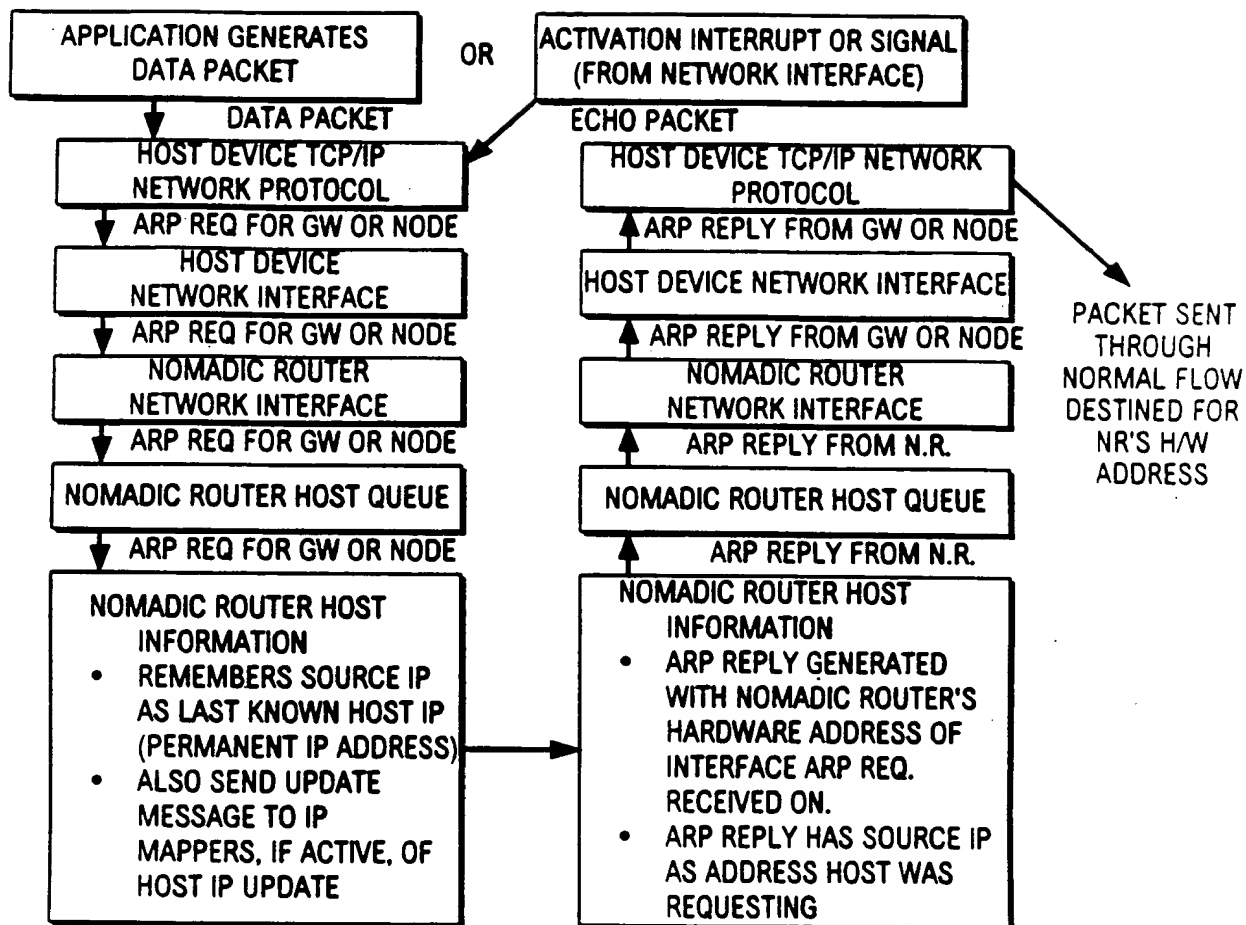 APPLICATION GENERATES
DATA PACKET
OR
ACTIVATION INTERRUPT OR SIGNAL
(FROM NETWORK INTERFACE)
DATA PACKET
ECHO PACKET
HOST DEVICE TCP/IP
NETWORK PROTOCOL
ARP REQ FOR GW OR NODE
HOST DEVICE
NETWORK INTERFACE
ARP REQ FOR GW OR NODE
NOMADIC ROUTER
NETWORK INTERFACE
ARP REQ FOR GW OR NODE
NOMADIC ROUTER HOST QUEUE
ARP REQ FOR GW OR NODE
NOMADIC ROUTER HOST
INFORMATION
• REMEMBERS SOURCE IP
AS LAST KNOWN HOST IP
(PERMANENT IP ADDRESS)
• ALSO SEND UPDATE
MESSAGE TO IP
MAPPERS, IF ACTIVE, OF
HOST IP UPDATE
HOST DEVICE TCP/IP NETWORK
PROTOCOL
ARP REPLY FROM GW OR NODE
HOST DEVICE NETWORK INTERFACE
ARP REPLY FROM GW OR NODE
NOMADIC ROUTER
NETWORK INTERFACE
ARP REPLY FROM N.R.
NOMADIC ROUTER HOST QUEUE
ARP REPLY FROM N.R.
NOMADIC ROUTER HOST
INFORMATION
• ARP REPLY GENERATED
WITH NOMADIC ROUTER'S
HARDWARE ADDRESS OF
INTERFACE ARP REQ.
RECEIVED ON.
• ARP REPLY HAS SOURCE IP
AS ADDRESS HOST WAS
REQUESTING
PACKET SENT
THROUGH
NORMAL FLOW
DESTINED FOR
NR'S H/W
ADDRESS